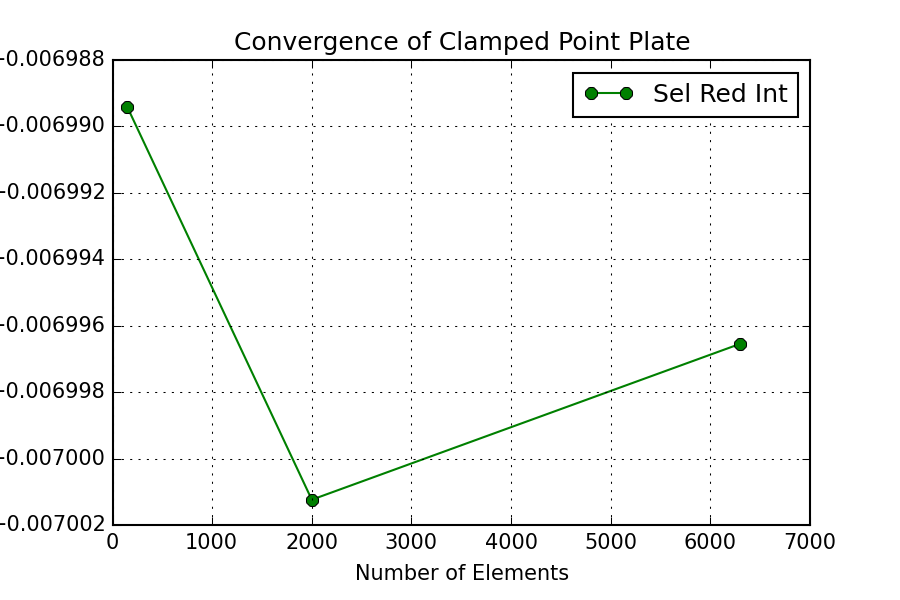 Convergence of Clamped Point Plate
Sel Red Int
-0.006988
-0.006990
-0.006992
-0.006994
-0.006996
-0.006998
-0.007000
-0.007002
0 1000 2000 3000 4000 5000 6000 7000
Number of Elements